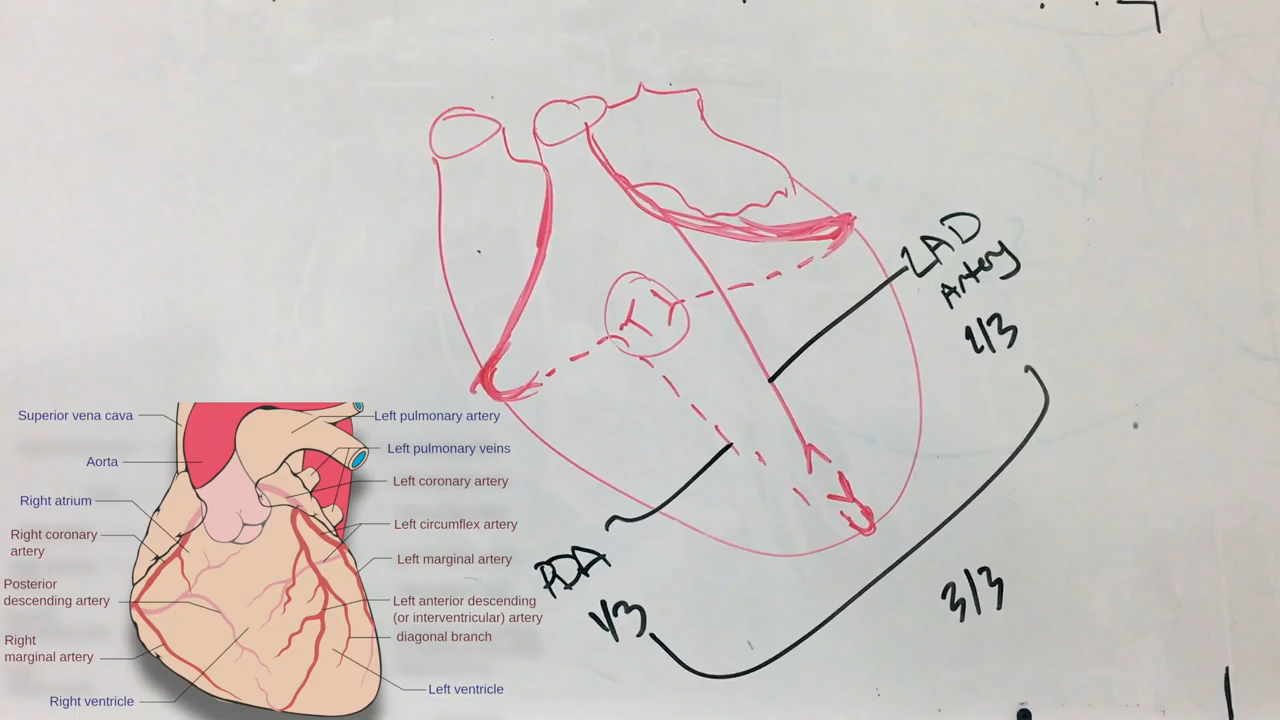 LAD
Artery
2/3
PDA
1/3
3/3
Superior vena cava
Aorta
Right atrium
Right coronary
artery
Posterior
descending artery
Right
marginal artery
Right ventricle
Left pulmonary artery
Left pulmonary veins
Left coronary artery
Left circumflex artery
Left marginal artery
Left anterior descending
(or interventricular) artery
diagonal branch
Left ventricle